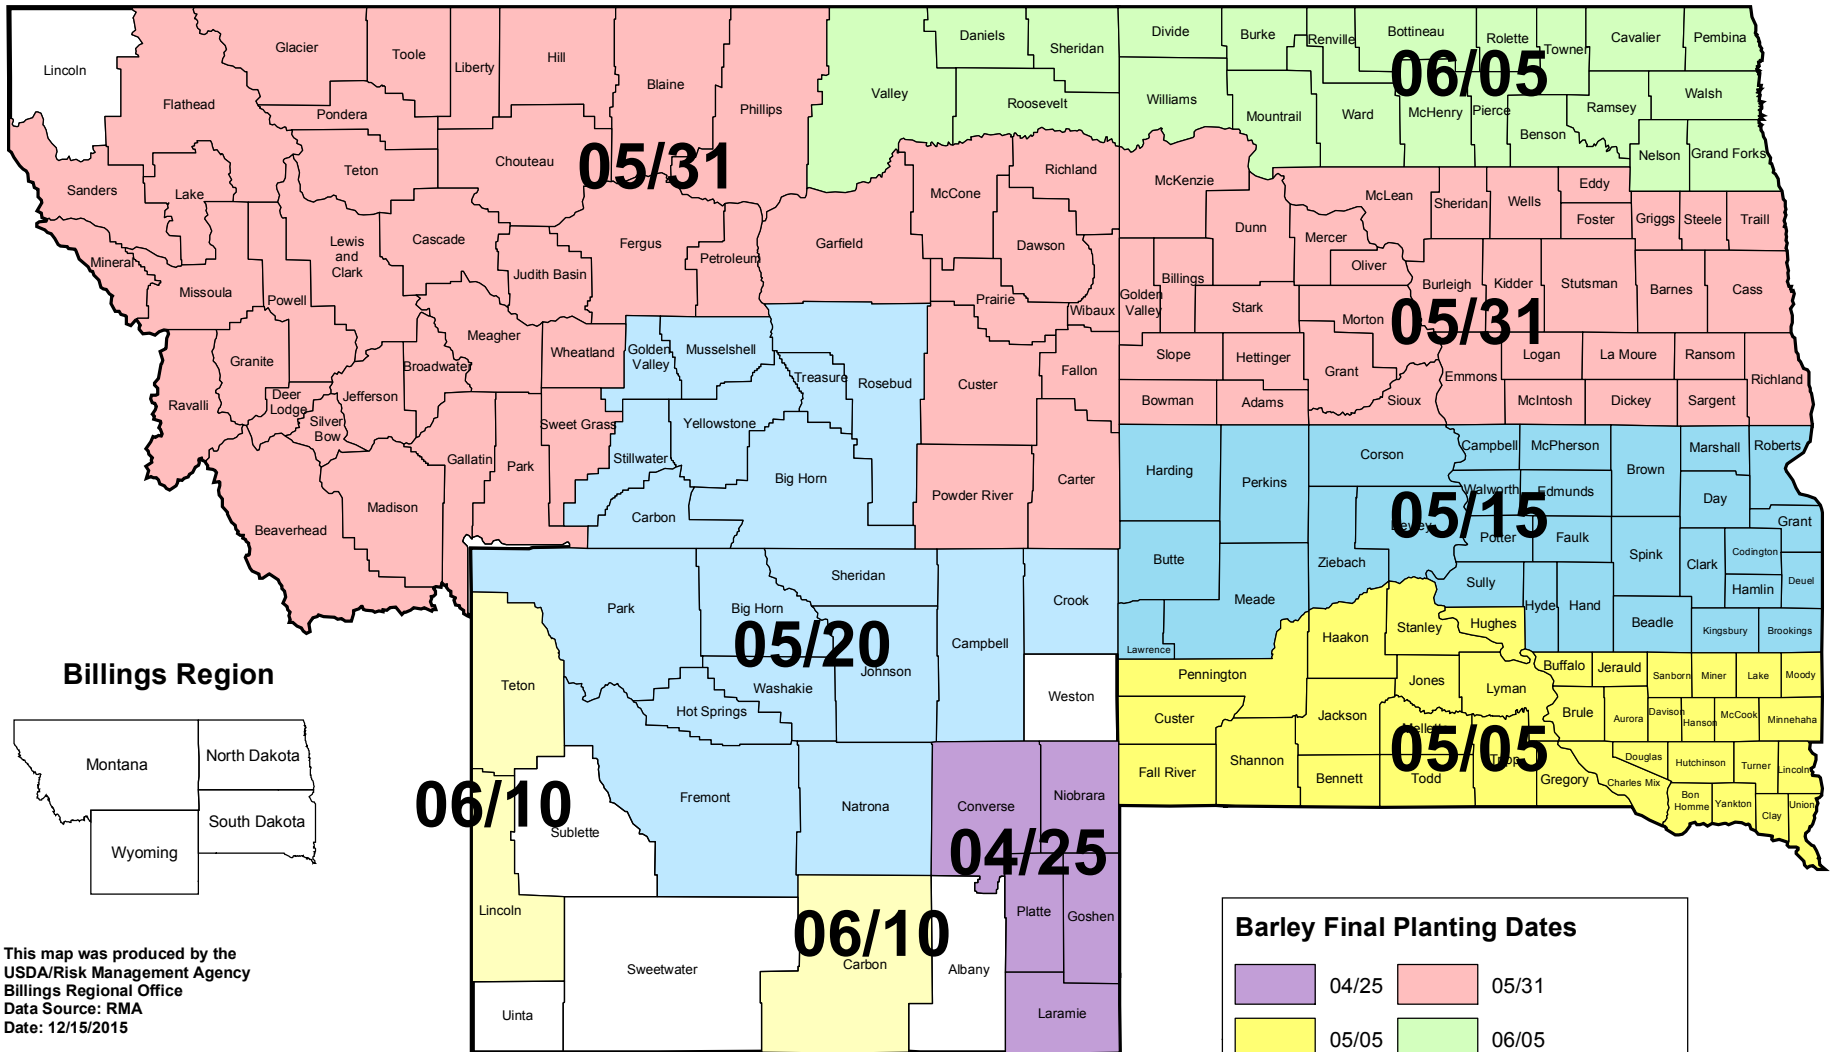 Lincoln
Flathead
Glacier
Toole
Liberty
Hill
Blaine
Phillips
Valley
Daniels
Sheridan
Roosevelt
Divide
Burke
Renville
Bottineau
Rolette
Towner
Cavalier
Pembina
06/05
Williams
Mountrail
Ward
McHenry
Pierce
Benson
Ramsey
Walsh
Nelson
Grand Forks
Pondera
Teton
Chouteau
05/31
Sanders
Lake
Lewis
and
Clark
Cascade
Judith Basin
Fergus
Petroleum
Garfield
McCone
Richland
Dawson
McKenzie
Dunn
McLean
Mercer
Oliver
Sheridan
Wells
Eddy
Foster
Griggs
Steele
Traill
Mineral
Missoula
Powell
Meagher
Wheatland
Golden
Valley
Musselshell
Treasure
Rosebud
Prairie
Wibaux
Golden
Valley
Billings
Stark
Morton
Burleigh
Kidder
Stutsman
Barnes
Cass
05/31
Granite
Ravalli
Deer
Lodge
Silver
Bow
Jefferson
Broadwater
Custer
Fallon
Slope
Hettinger
Grant
Bowman
Adams
Sioux
Emmons
Logan
La Moure
Ransom
Richland
McIntosh
Dickey
Sargent
Beaverhead
Madison
Gallatin
Park
Sweet Grass
Stillwater
Yellowstone
Carbon
Big Horn
Powder River
Carter
Harding
Perkins
Corson
Campbell
McPherson
Brown
Marshall
Roberts
Walworth
Edmunds
Day
05/15
Dewey
Butte
Ziebach
Potter
Faulk
Spink
Clark
Codington
Grant
Hamlin
Deuel
Meade
Sully
Hyde
Hand
Beadle
Kingsbury
Brookings
Lawrence
Park
Big Horn
Sheridan
Campbell
Crook
05/20
Teton
Washakie
Johnson
Weston
Hot Springs
Haakon
Stanley
Hughes
Pennington
Jones
Lyman
Buffalo
Jerauld
Sanborn
Miner
Lake
Moody
Custer
Jackson
Mellette
Brule
Aurora
Davison
Hanson
McCook
Minnehaha
05/05
Fall River
Shannon
Bennett
Todd
Tripp
Gregory
Charles Mix
Douglas
Hutchinson
Turner
Lincoln
Bon
Homme
Yankton
Clay
Union
06/10
Sublette
Fremont
Natrona
Converse
Niobrara
04/25
Lincoln
06/10
Carbon
Platte
Goshen
Sweetwater
Albany
Uinta
Laramie
Billings Region
Montana
North Dakota
South Dakota
Wyoming
This map was produced by the
USDA/Risk Management Agency
Billings Regional Office
Data Source: RMA
Date: 12/15/2015
Barley Final Planting Dates
04/25
05/31
05/05
06/05